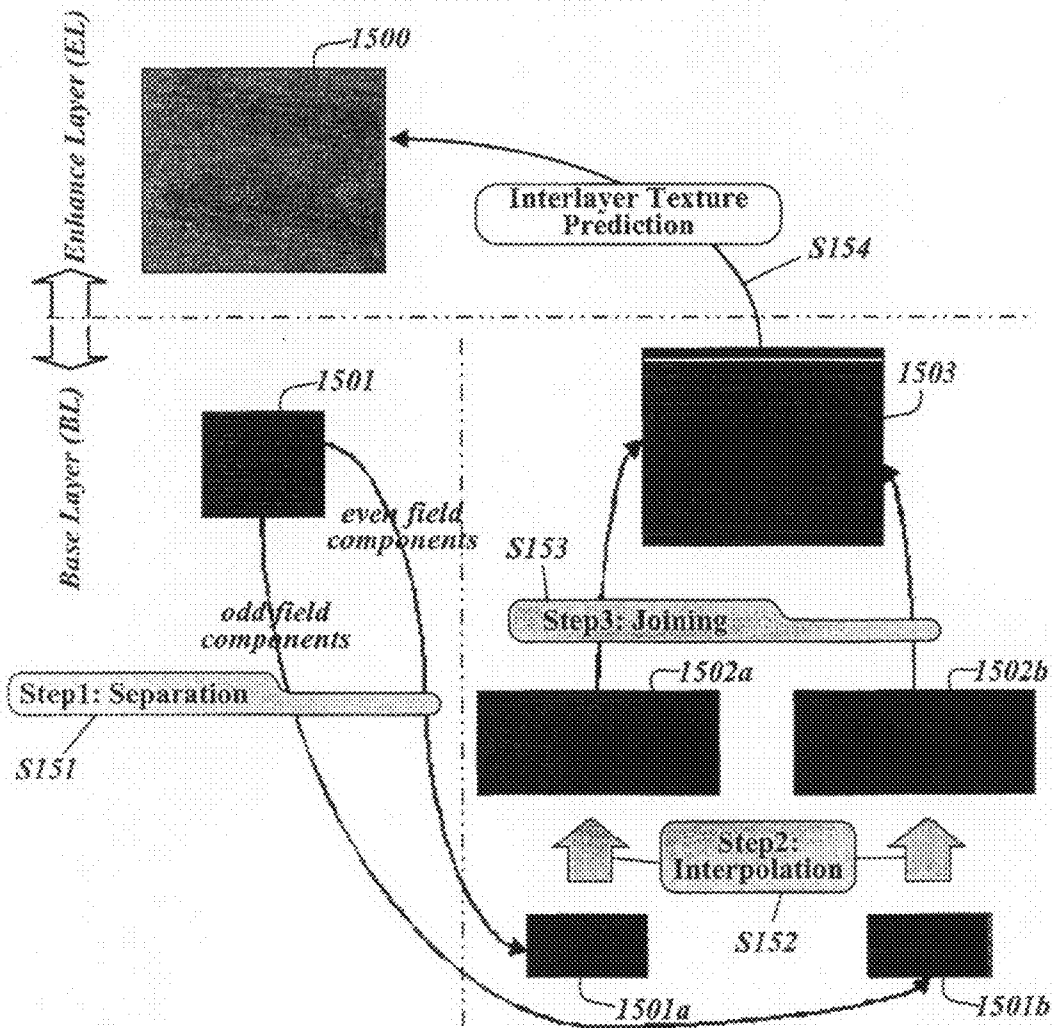 1500
Enhance Layer (EL)
Interlayer Texture
Prediction
S154
Base Layer (BL)
1501
1503
even field
components
S153
odd field
components
Step3: Joining
Step1: Separation
1502a
1502b
S151
Step2:
Interpolation
S152
1501a
1501b